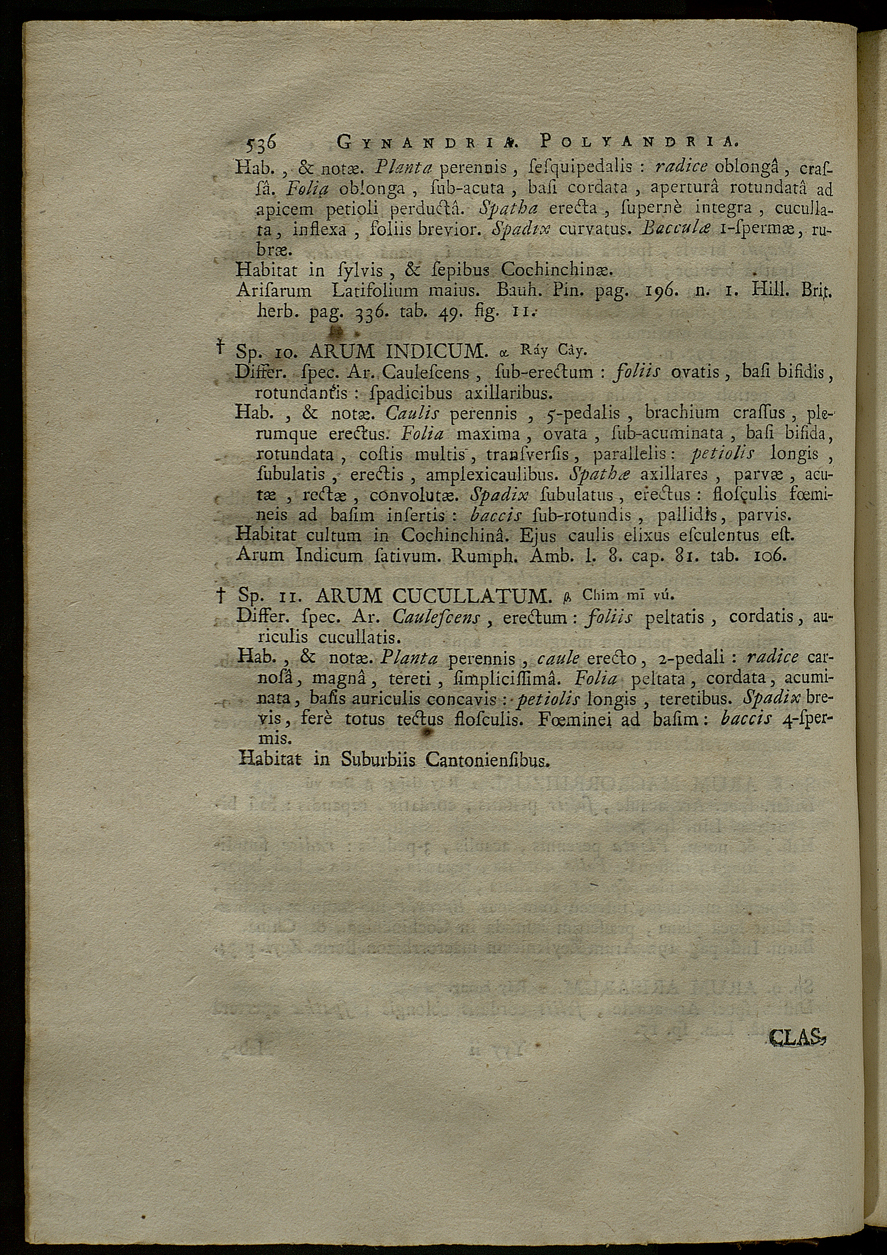 536 GYNANDRIA. POLYANDRIA.
Hab. , & notæ. Planta perennis , ſeſquipedalis : radice oblongâ , craſ-
ſâ. Folia oblonga , ſub-acuta , baſi cordata , aperturâ rotundatâ ad
apicem petioli perductâ. Spatha erecta , ſupernè integra , cuculla-
ta , inflexa , foliis brevior. Spadix curvatus. Bacculæ 1-ſpermæ, ru-
bræ.
Habitat in ſylvis , & ſepibus Cochinchinæ.
Ariſarum Latifolium maius. Bauh. Pin. pag. 196. n. 1. Hill. Brit.
herb. pag. 336. tab. 49. fig. 11.
† Sp. 10. ARUM INDICUM. α Ráy Cây.
Differ. ſpec. Ar. Cauleſcens , ſub-erectum : foliis ovatis , baſi bifidis ,
rotundantis : ſpadicibus axillaribus.
Hab. , & notæ. Caulis perennis , 5-pedalis , brachium craſſus , ple-
rumque erectus. Folia maxima , ovata , ſub-acuminata , baſi bifida,
rotundata , coſtis multis , tranſverſis , parallelis : petiolis longis ,
ſubulatis , erectis , amplexicaulibus. Spathæ axillares , parvæ , acu-
tæ , rectæ , convolutæ. Spadix ſubulatus , erectus : floſculis fœmi-
neis ad baſim inſertis : baccis ſub-rotundis , pallidis, parvis.
Habitat cultum in Cochinchinâ. Ejus caulis elixus eſculentus eſt.
Arum Indicum ſativum. Rumph. Amb. l. 8. cap. 81. tab. 106.
† Sp. 11. ARUM CUCULLATUM. β Chim mī vú.
Differ. ſpec. Ar. Cauleſcens , erectum : foliis peltatis , cordatis , au-
riculis cucullatis.
Hab. , & notæ. Planta perennis , caule erecto , 2-pedali : radice car-
noſâ , magnâ , tereti , ſimpliciſſimâ. Folia peltata , cordata , acumi-
nata , baſis auriculis concavis : petiolis longis , teretibus. Spadix bre-
vis , ferè totus tectus floſculis. Fœminei ad baſim : baccis 4-ſper-
mis.
Habitat in Suburbiis Cantonienſibus.
CLAS-